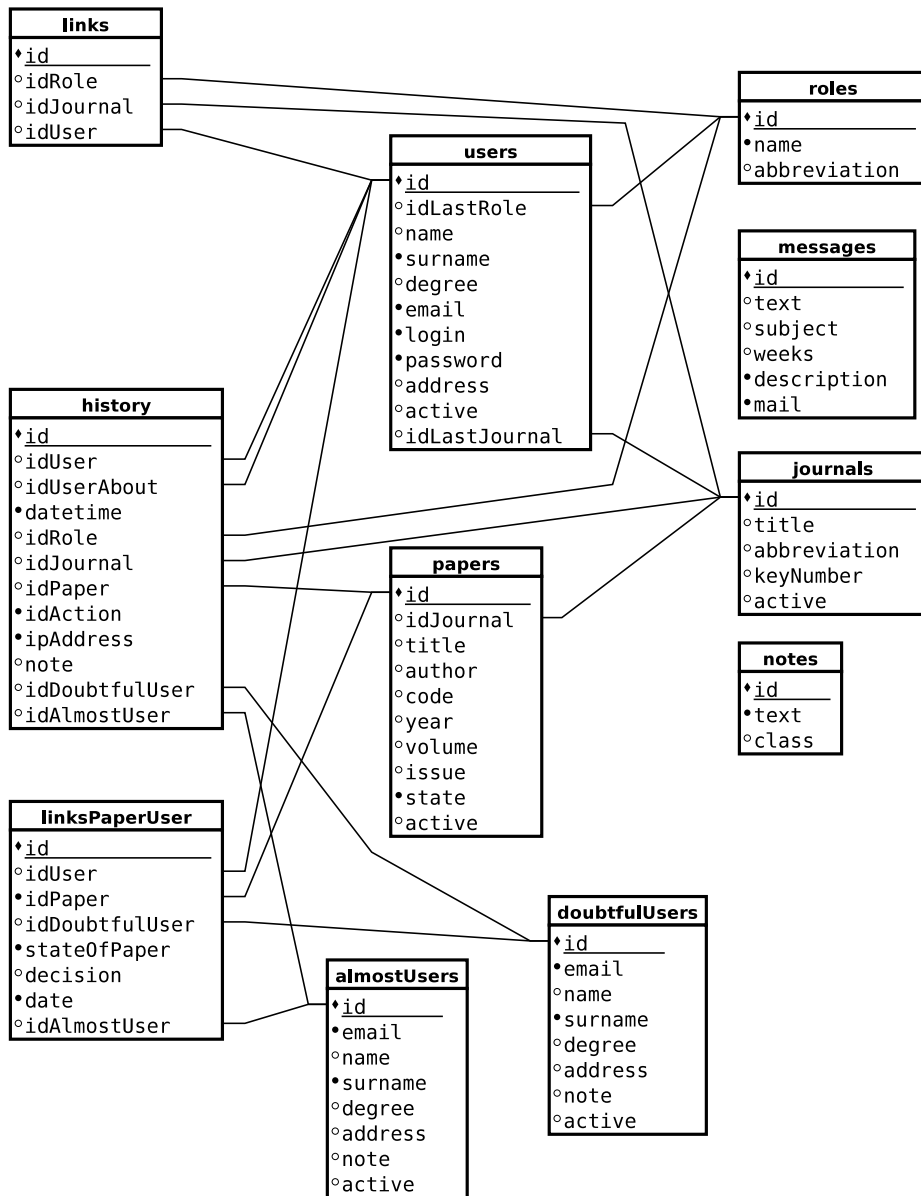 links
id
idRole
idJournal
idUser
roles
id
name
abbreviation
users
id
idLastRole
name
surname
degree
email
login
password
address
active
idLastJournal
messages
id
text
subject
weeks
description
mail
history
id
idUser
idUserAbout
datetime
idRole
idJournal
idPaper
idAction
ipAddress
note
idDoubtfulUser
idAlmostUser
journals
id
title
abbreviation
keyNumber
active
papers
id
idJournal
title
author
code
year
volume
issue
state
active
notes
id
text
class
linksPaperUser
id
idUser
idPaper
idDoubtfulUser
stateOfPaper
decision
date
idAlmostUser
doubtfulUsers
id
email
name
surname
degree
address
note
active
almostUsers
id
email
name
surname
degree
address
note
active